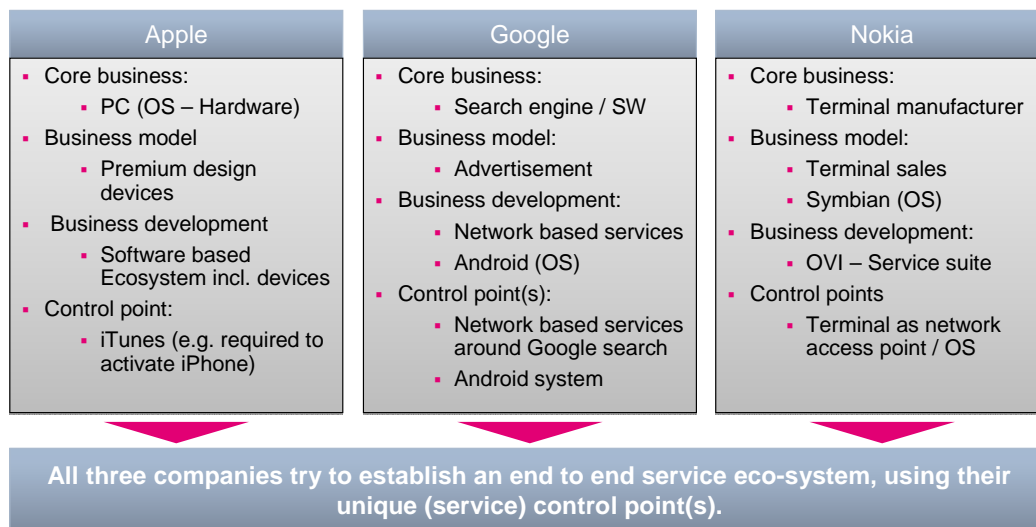 Apple
Core business:
PC (OS – Hardware)
Business model
Premium design
devices
Business development
Software based
Ecosystem incl. devices
Control point:
iTunes (e.g. required to
activate iPhone)
Google
Core business:
Search engine / SW
Business model:
Advertisement
Business development:
Network based services
Android (OS)
Control point(s):
Network based services
around Google search
Android system
Nokia
Core business:
Terminal manufacturer
Business model:
Terminal sales
Symbian (OS)
Business development:
OVI – Service suite
Control points
Terminal as network
access point / OS
All three companies try to establish an end to end service eco-system, using their
unique (service) control point(s).